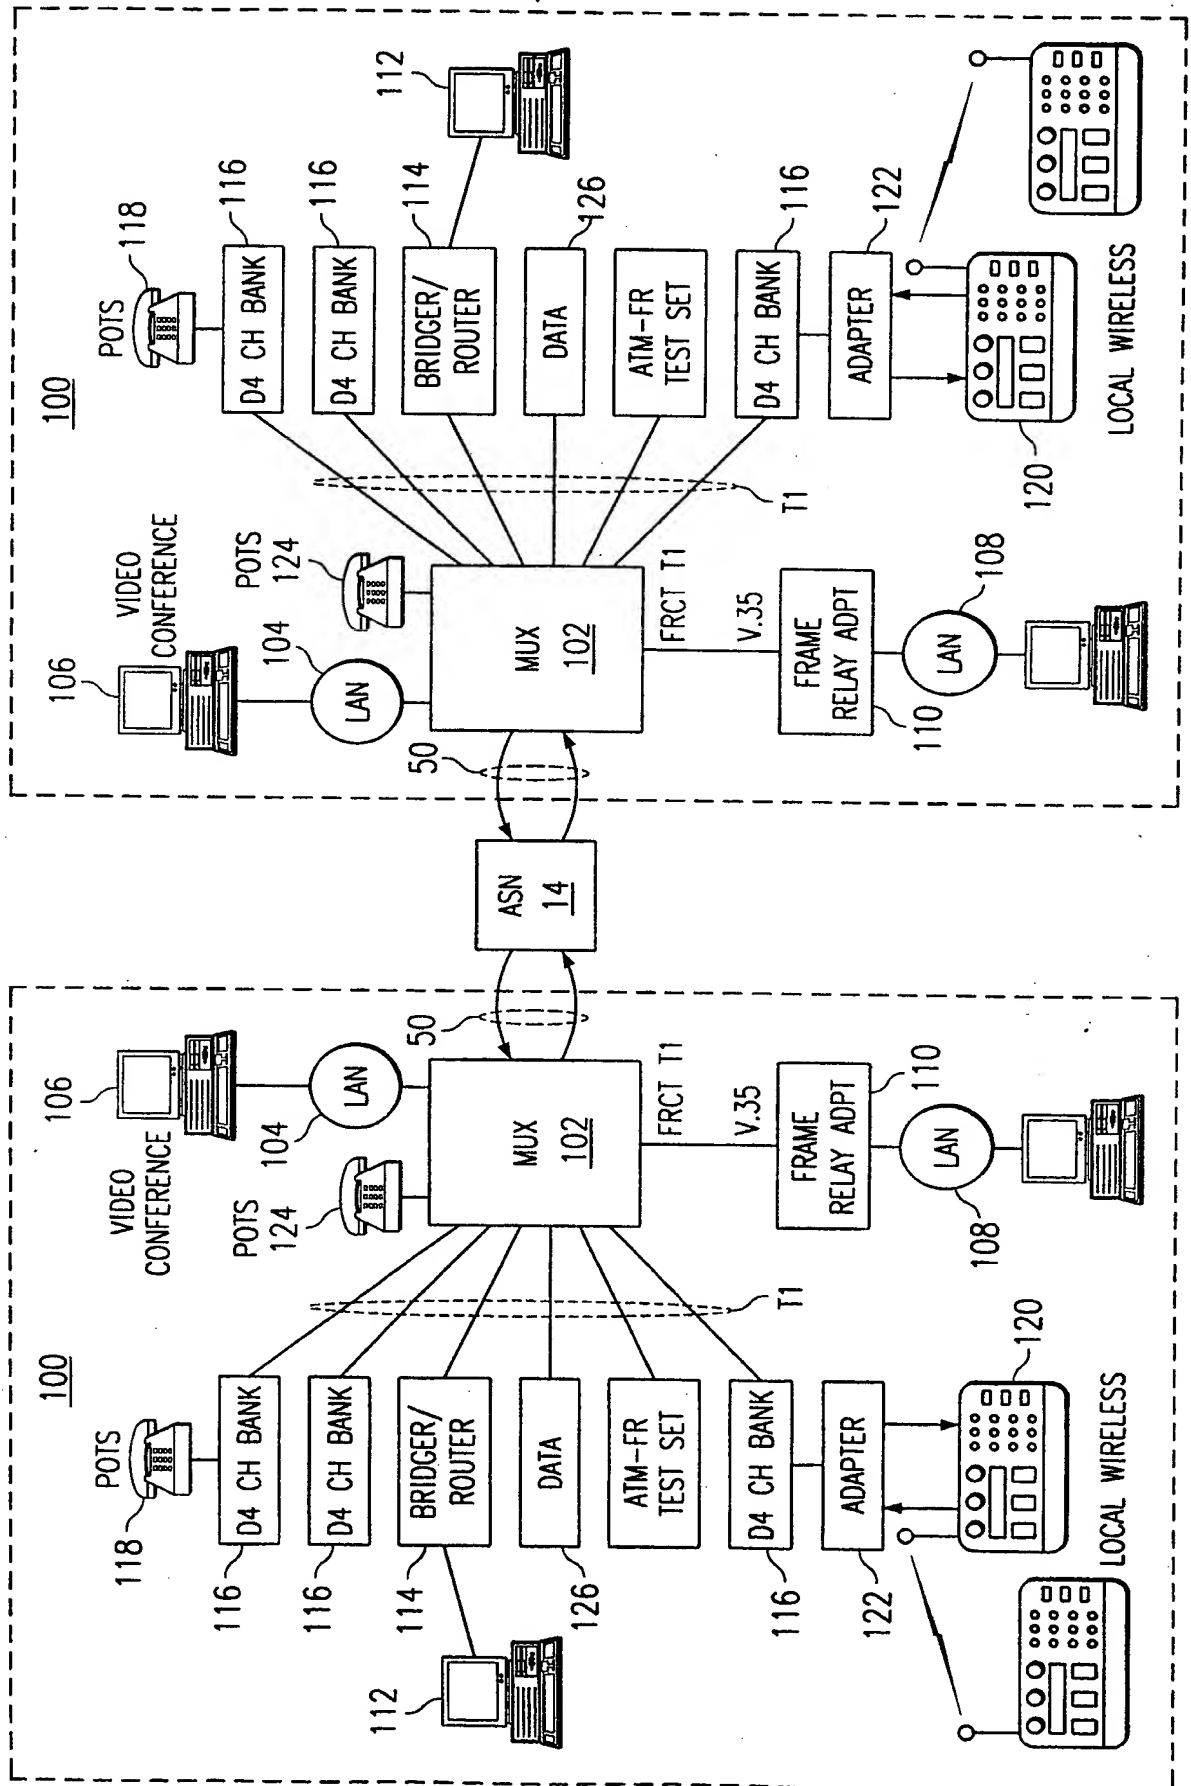 100
POTS
118
D4 CH BANK
116
D4 CH BANK
116
BRIDGER/
ROUTER
114
112
DATA
126
ATM-FR
TEST SET
D4 CH BANK
116
ADAPTER
122
120
LOCAL WIRELESS
T1
VIDEO
CONFERENCE
106
LAN
104
POTS
124
MUX
102
FRCT T1
V.35
FRAME
RELAY ADPT
110
LAN
108
50
ASN
14
50
100
VIDEO
CONFERENCE
106
LAN
104
POTS
124
MUX
102
FRCT T1
V.35
FRAME
RELAY ADPT
110
LAN
108
T1
POTS
118
D4 CH BANK
116
D4 CH BANK
116
BRIDGER/
ROUTER
114
112
DATA
126
ATM-FR
TEST SET
D4 CH BANK
116
ADAPTER
122
120
LOCAL WIRELESS